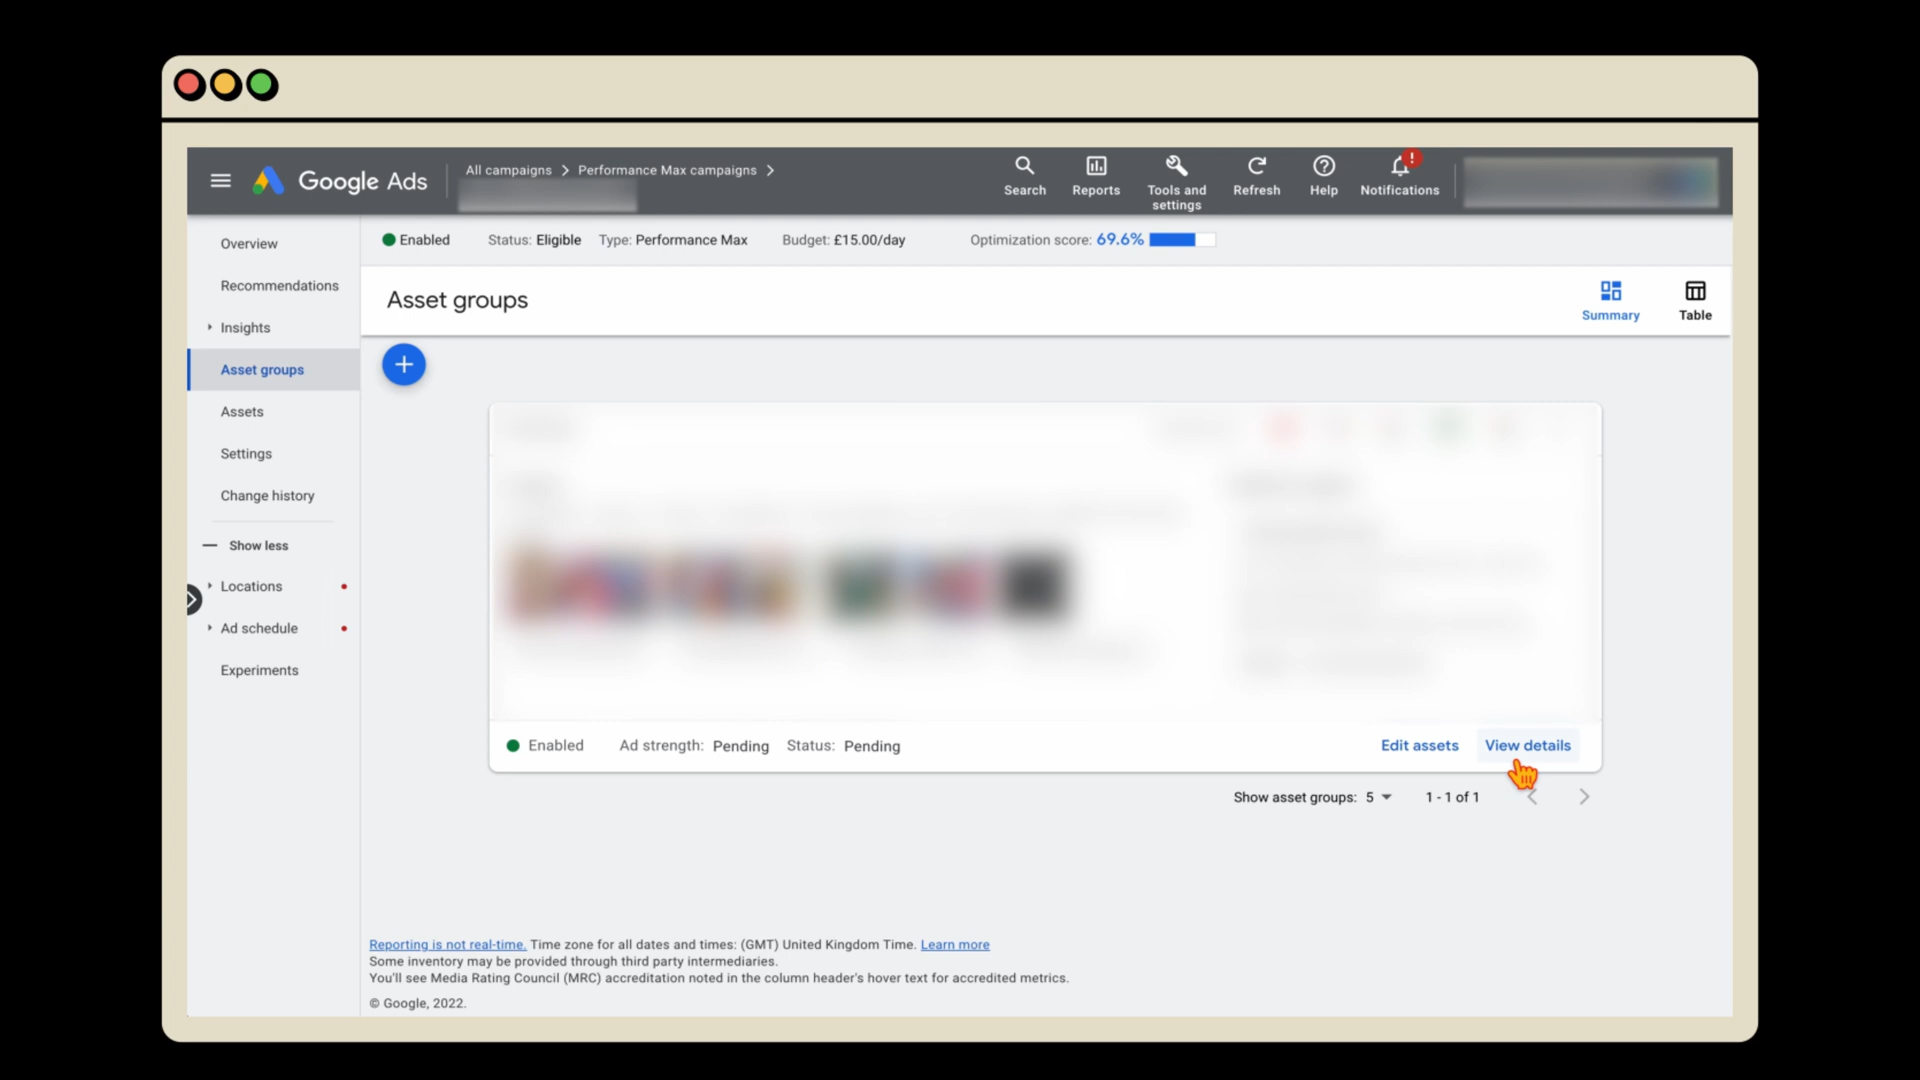 Google Ads
All campaigns
Performance Max campaigns
Search
Reports
Tools and
settings
Refresh
Help
Notifications
!
Overview
Recommendations
Insights
Asset groups
Assets
Settings
Change history
Show less
Locations
Ad schedule
Experiments
Enabled Status: Eligible Type: Performance Max Budget: £15.00/day Optimization score: 69.6%
Asset groups
Summary
Table
Enabled Ad strength: Pending Status: Pending Edit assets View details
Show asset groups: 5 1 - 1 of 1
Reporting is not real-time. Time zone for all dates and times: (GMT) United Kingdom Time. Learn more
Some inventory may be provided through third party intermediaries.
You'll see Media Rating Council (MRC) accreditation noted in the column header's hover text for accredited metrics.
© Google, 2022.